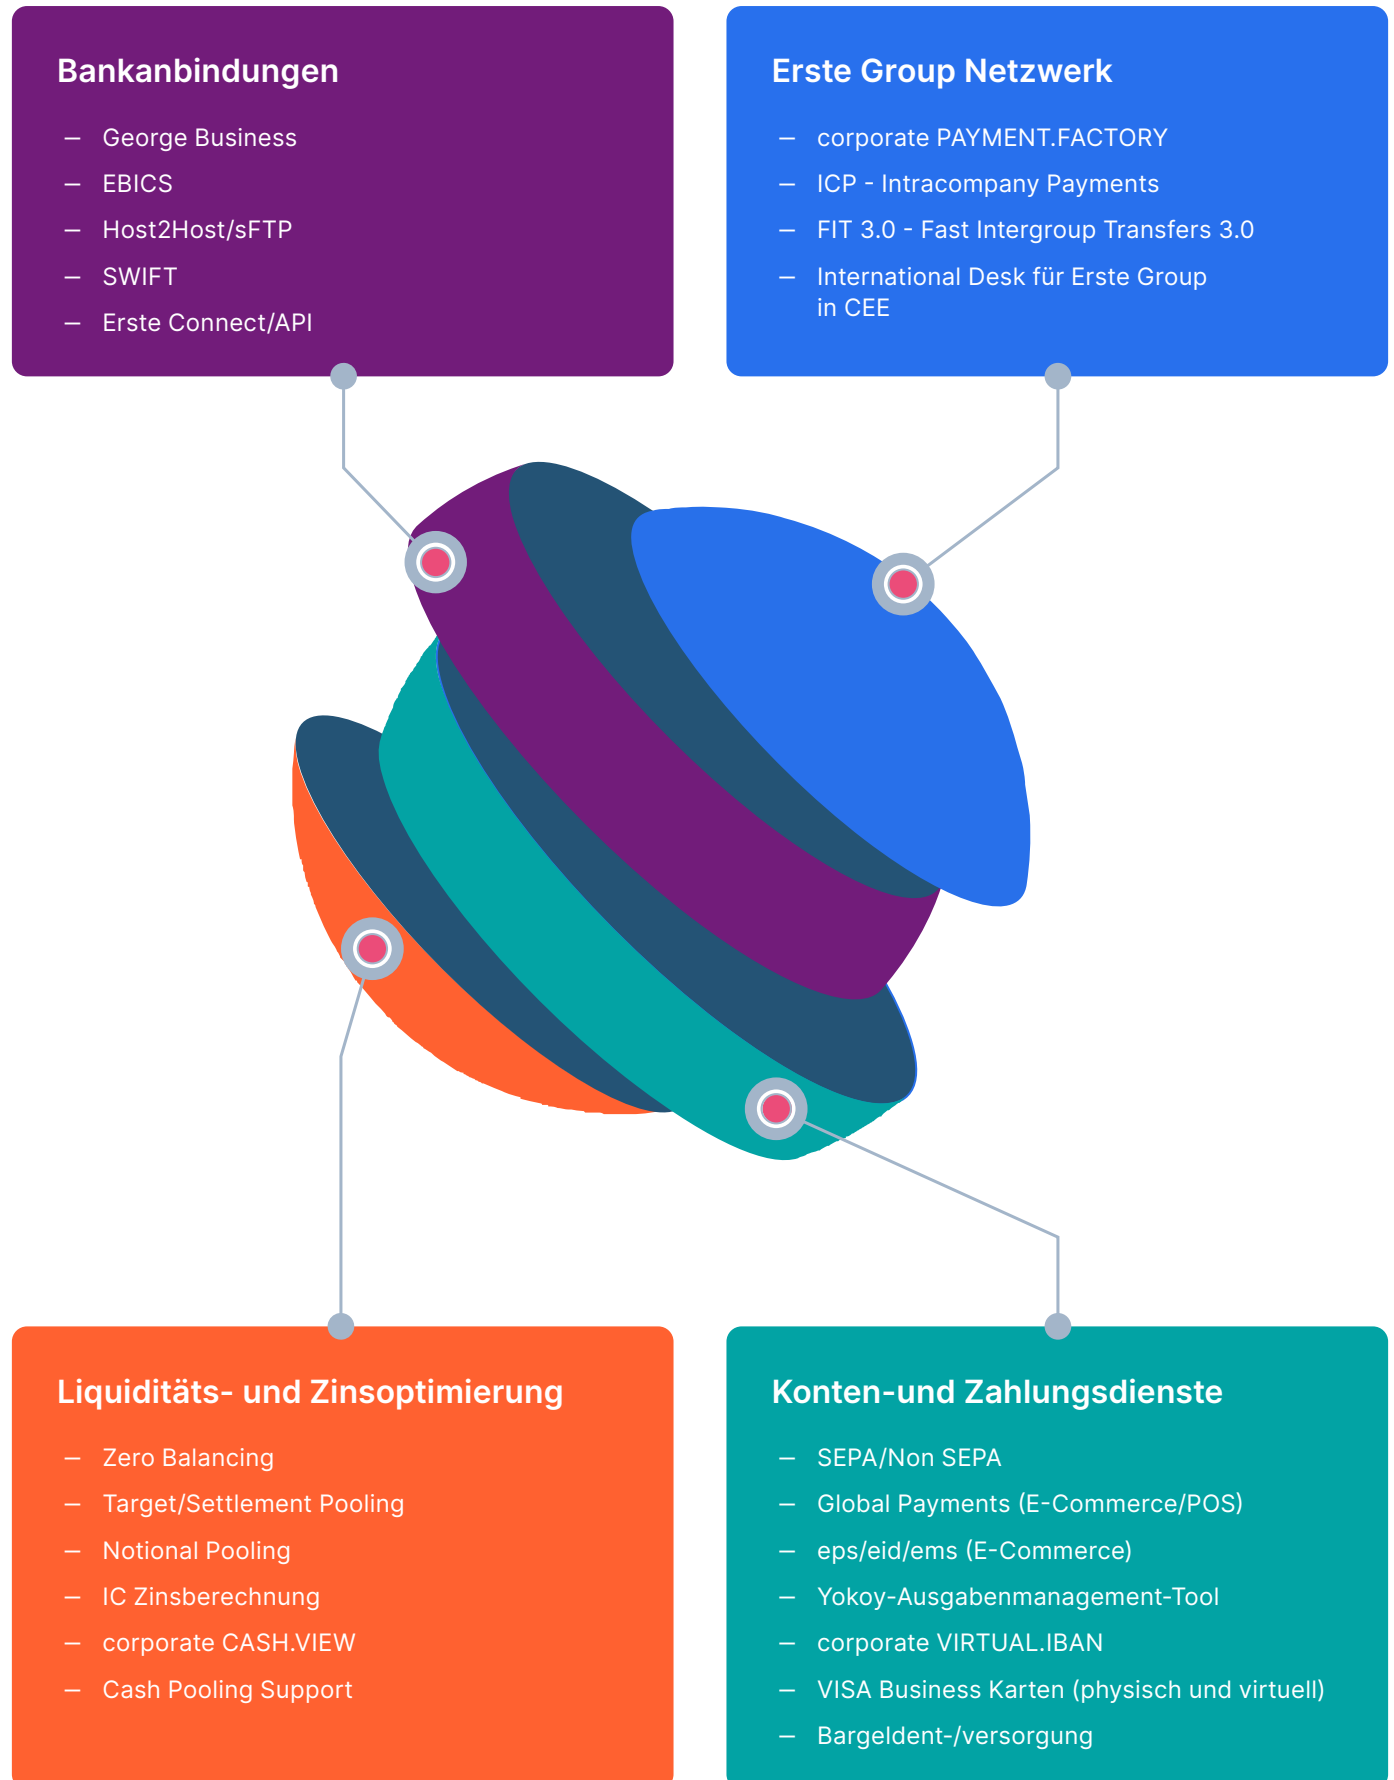 Bankanbindungen
– George Business
– EBICS
– Host2Host/sFTP
– SWIFT
– Erste Connect/API
Erste Group Netzwerk
– corporate PAYMENT.FACTORY
– ICP - Intracompany Payments
– FIT 3.0 - Fast Intergroup Transfers 3.0
– International Desk für Erste Group
in CEE
Liquiditäts- und Zinsoptimierung
– Zero Balancing
– Target/Settlement Pooling
– Notional Pooling
– IC Zinsberechnung
– corporate CASH.VIEW
– Cash Pooling Support
Konten-und Zahlungsdienste
– SEPA/Non SEPA
– Global Payments (E-Commerce/POS)
– eps/eid/ems (E-Commerce)
– Yokoy-Ausgabenmanagement-Tool
– corporate VIRTUAL.IBAN
– VISA Business Karten (physisch und virtuell)
– Bargeldent-/versorgung